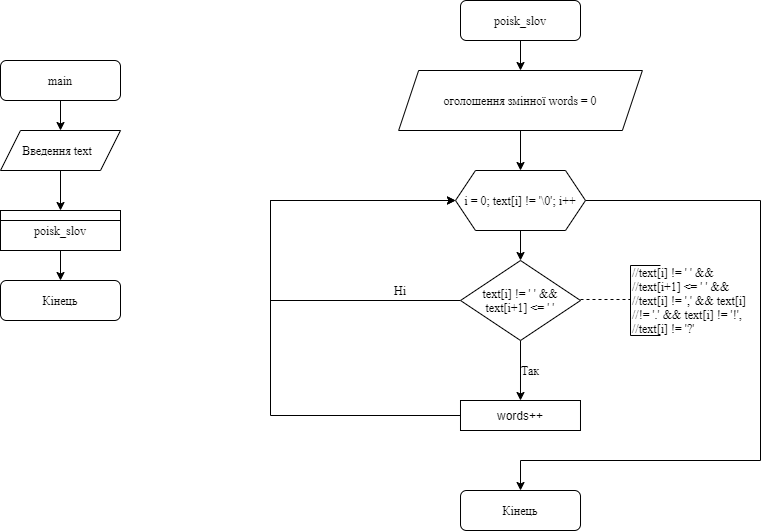 main
Введення text
poisk_slov
Кінець
poisk_slov
оголошення змінної words = 0
i = 0; text[i] != '\0'; i++
text[i] != ' ' &&
text[i+1] <= ' '
Ні
Так
//text[i] != ' ' &&
//text[i+1] <= ' ' &&
//text[i] != ',' && text[i]
//!= '.' && text[i] != '!',
//text[i] != '?'
words++
Кінець